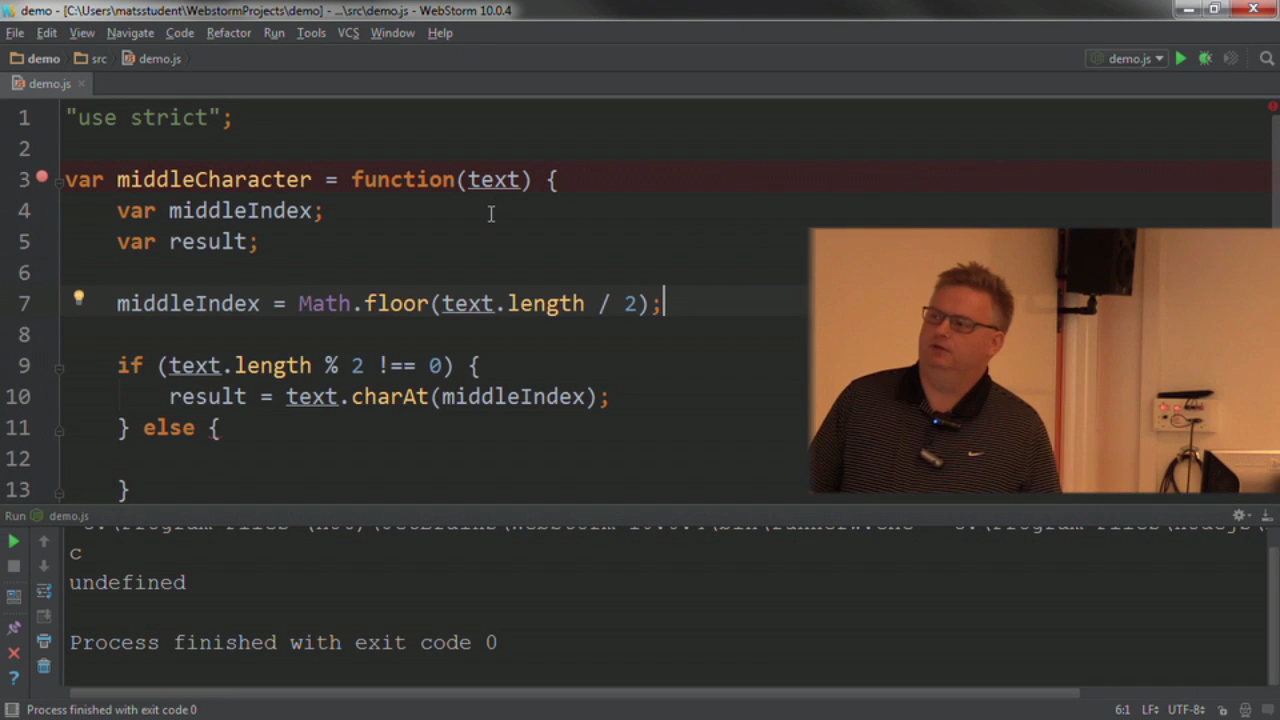 demo - [C:\Users\matsstudent\WebstormProjects\demo] - ...\src\demo.js - WebStorm 10.0.4
File Edit View Navigate Code Refactor Run Tools VCS Window Help
demo src demo.js demo.js
demo.js
1 "use strict";
2
3 var middleCharacter = function(text) {
4 var middleIndex;
5 var result;
6
7 middleIndex = Math.floor(text.length / 2);
8
9 if (text.length % 2 !== 0) {
10 result = text.charAt(middleIndex);
11 } else {
12
13 }
Run demo.js
c
undefined
Process finished with exit code 0
Process finished with exit code 0 6:1 LF UTF-8